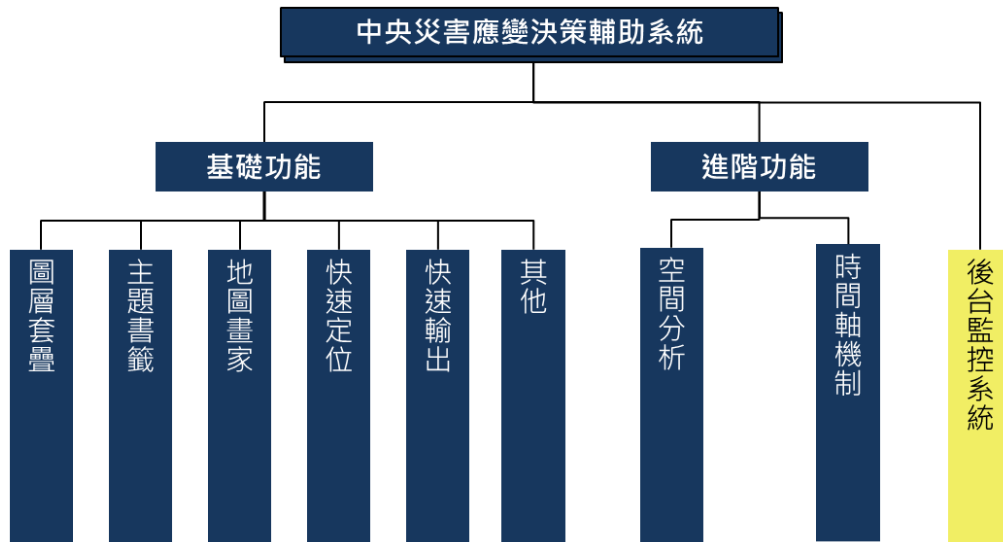 中央災害應變決策輔助系統
基礎功能
進階功能
圖層套疊
主題書籤
地圖畫家
快速定位
快速輸出
其他
空間分析
時間軸機制
後台監控系統